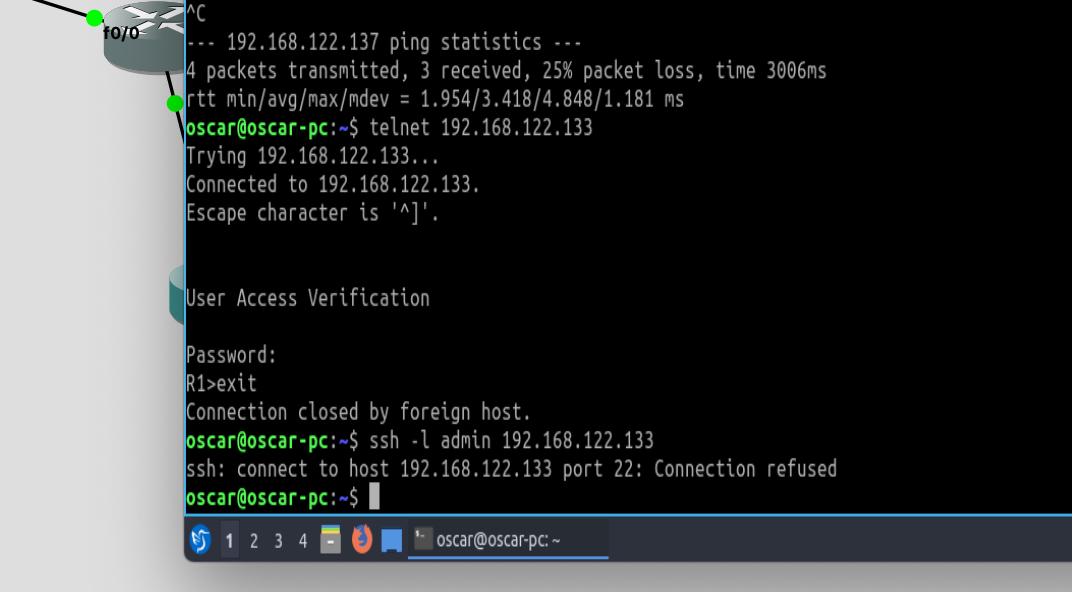 ^C
f0/0
--- 192.168.122.137 ping statistics ---
4 packets transmitted, 3 received, 25% packet loss, time 3006ms
rtt min/avg/max/mdev = 1.954/3.418/4.848/1.181 ms
oscar@oscar-pc:~$ telnet 192.168.122.133
Trying 192.168.122.133...
Connected to 192.168.122.133.
Escape character is '^]'.
User Access Verification
Password:
R1>exit
Connection closed by foreign host.
oscar@oscar-pc:~$ ssh -l admin 192.168.122.133
ssh: connect to host 192.168.122.133 port 22: Connection refused
oscar@oscar-pc:~$
1 2 3 4 oscar@oscar-pc: ~